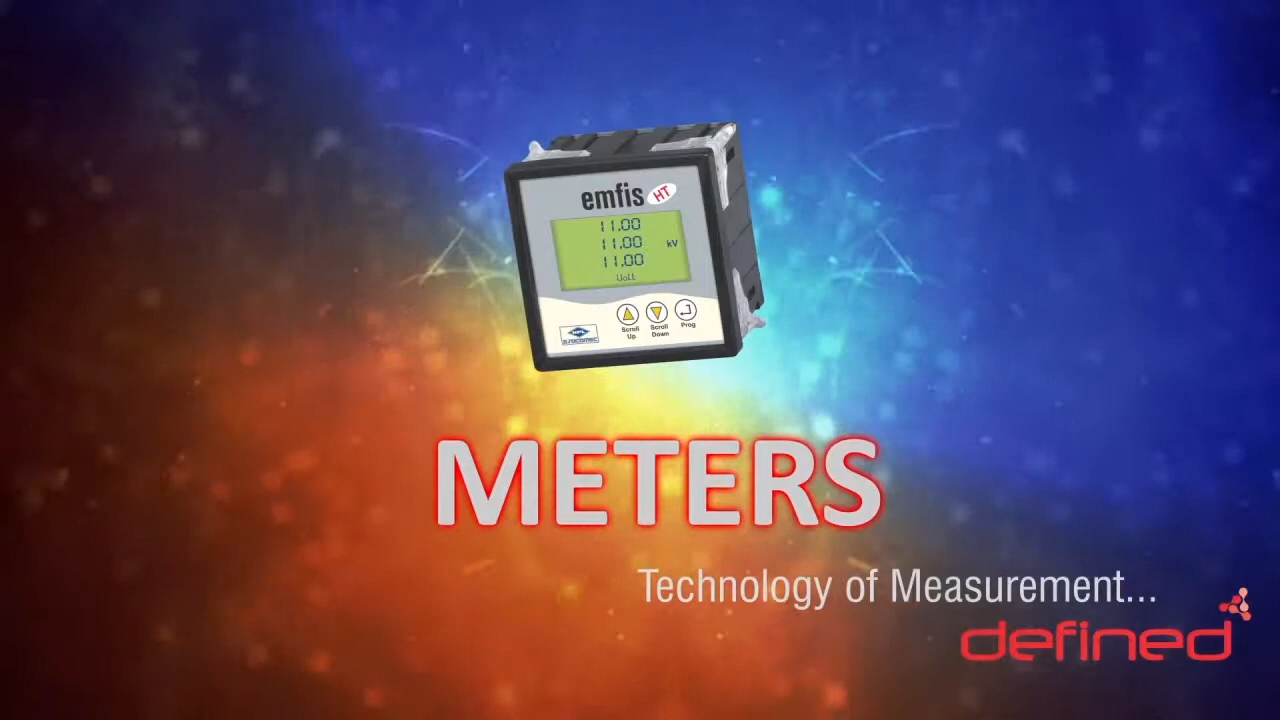 emfis HT
11.00
11.00 kV
11.00
VoLL
Scroll Up
Scroll Down
Prog
METERS
Technology of Measurement...
defined